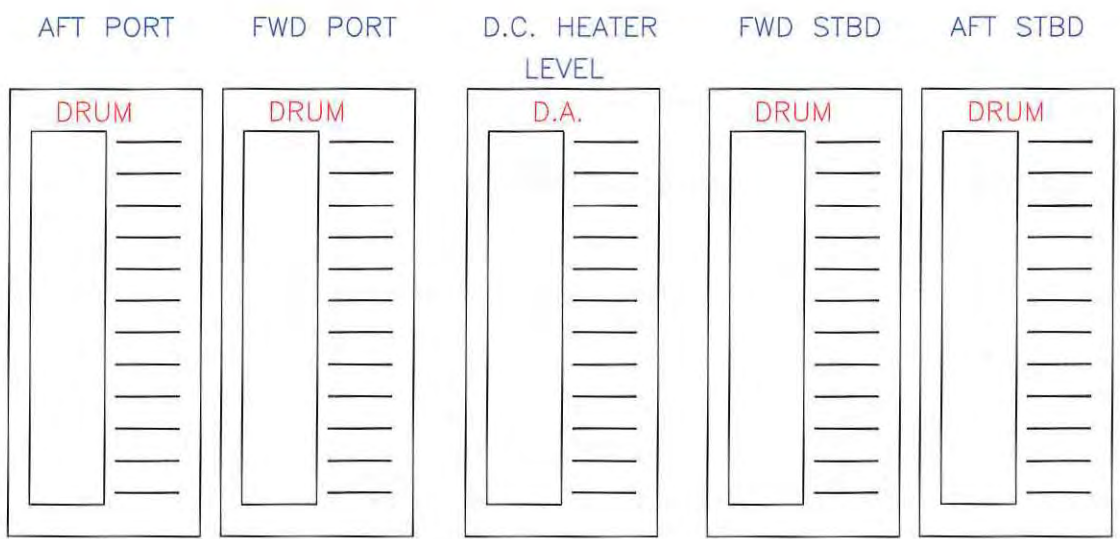 AFT PORT FWD PORT D.C. HEATER FWD STBD AFT STBD
LEVEL
DRUM DRUM D.A. DRUM DRUM